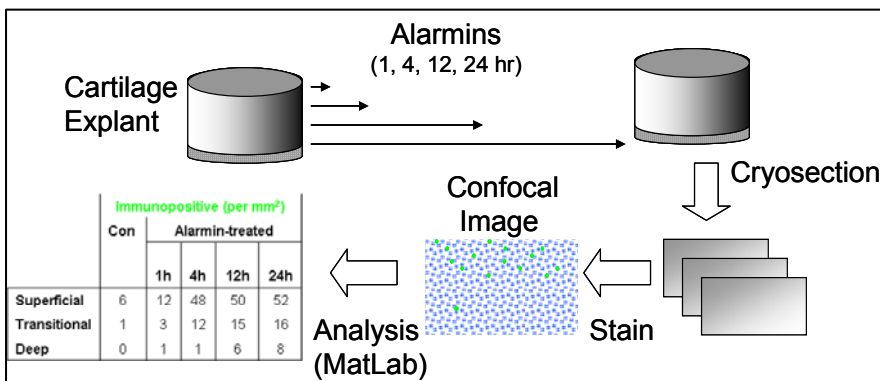 Alarmins
(1, 4, 12, 24 hr)
Cartilage
Explant
Cryosection
Confocal
Image
Stain
Analysis
(MatLab)
Immunopositive (per mm²)
Con Alarmin-treated
1h 4h 12h 24h
Superficial 6 12 48 50 52
Transitional 1 3 12 15 16
Deep 0 1 1 6 8